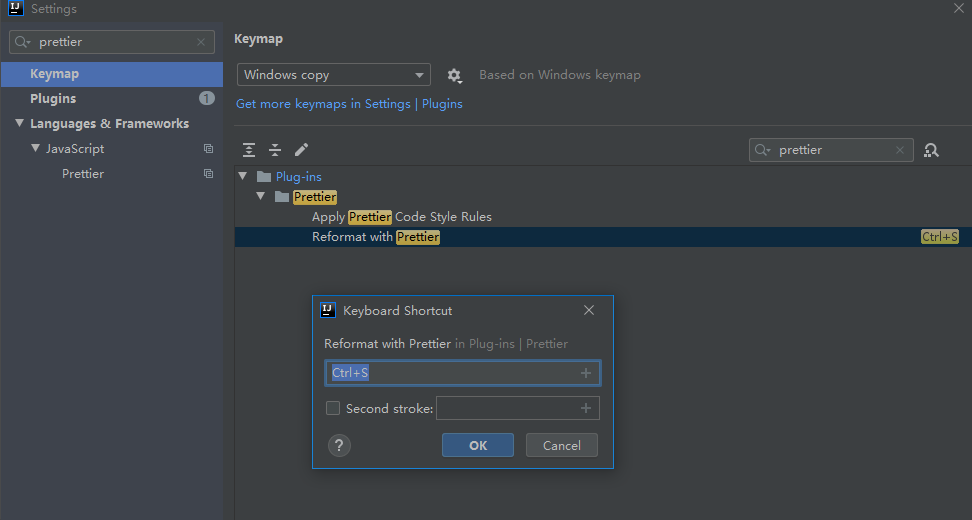 IJ Settings
prettier
Keymap
Plugins 1
Languages & Frameworks
JavaScript
Prettier
Keymap
Windows copy Based on Windows keymap
Get more keymaps in Settings | Plugins
prettier
Plug-ins
Prettier
Apply Prettier Code Style Rules
Reformat with Prettier Ctrl+S
IJ Keyboard Shortcut
Reformat with Prettier in Plug-ins | Prettier
Ctrl+S
Second stroke:
? OK Cancel